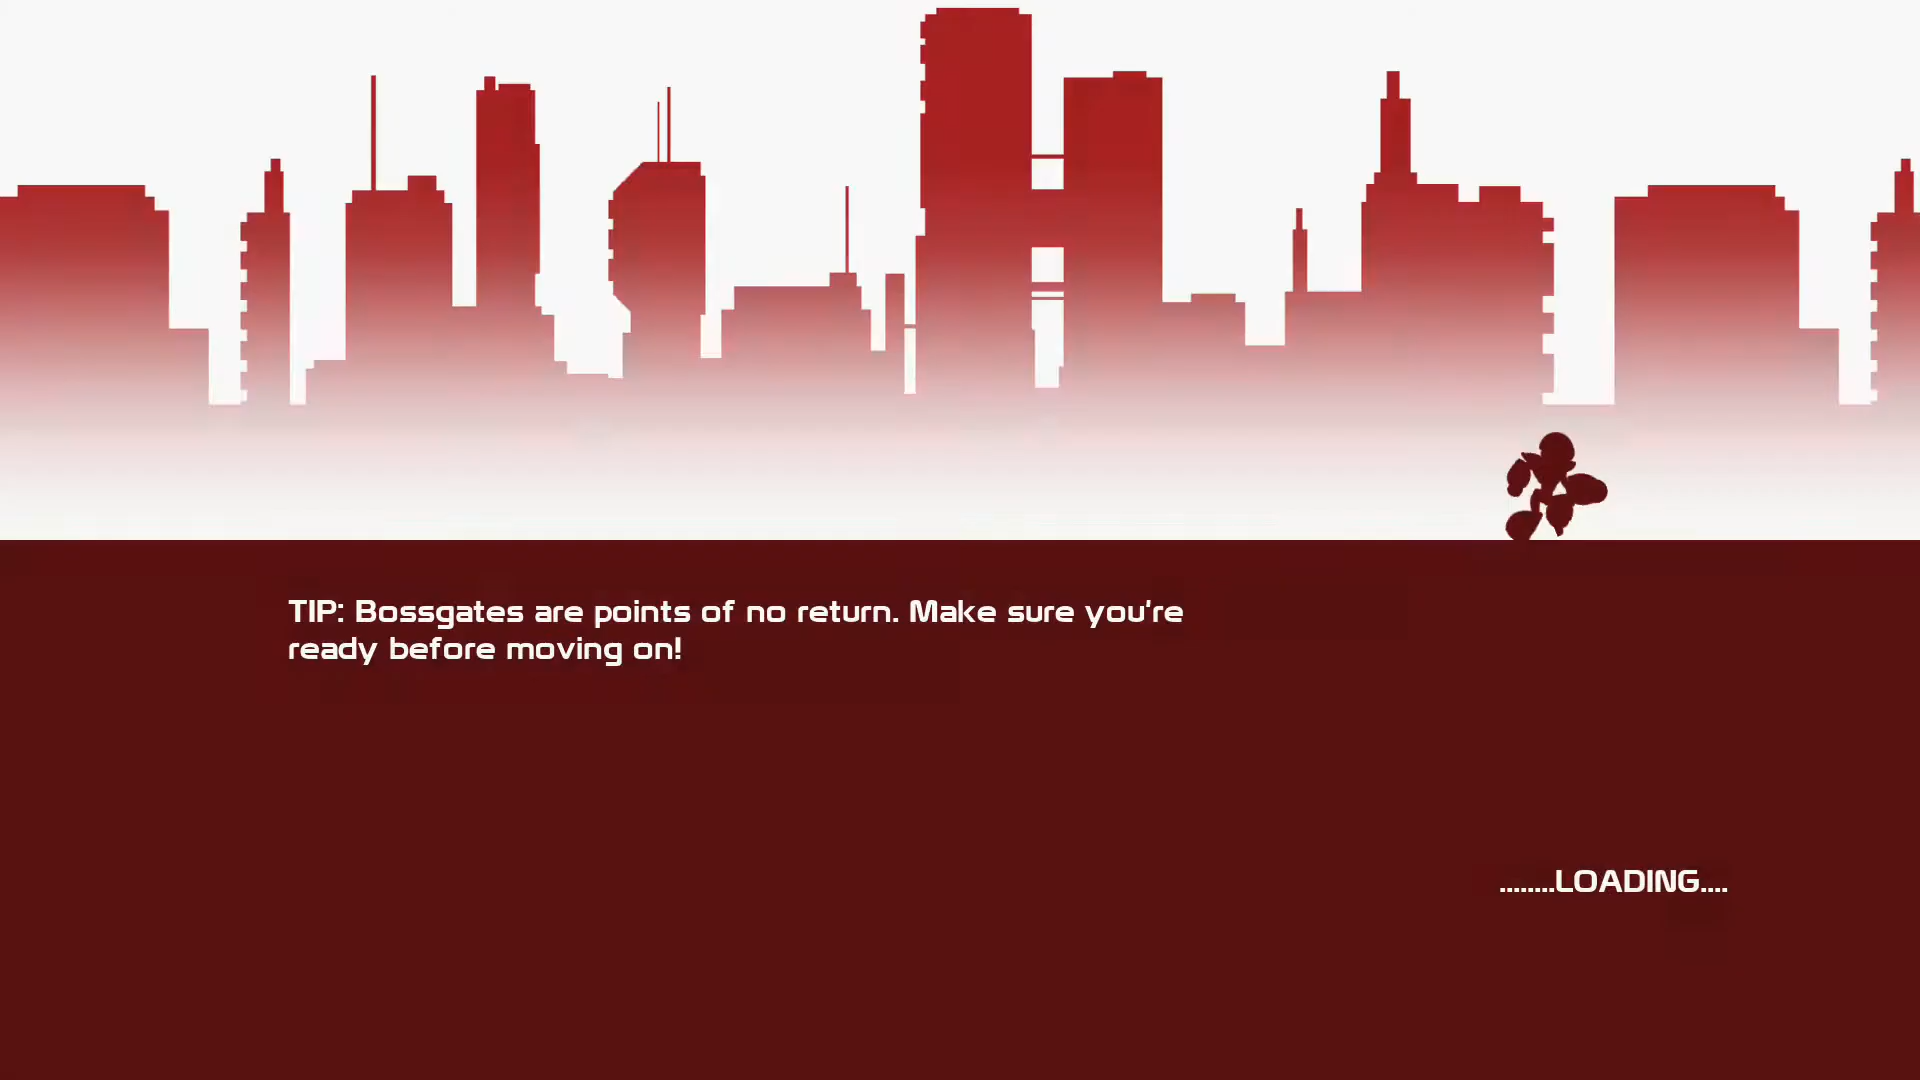 TIP: Bossgates are points of no return. Make sure you're
ready before moving on!
........LOADING....